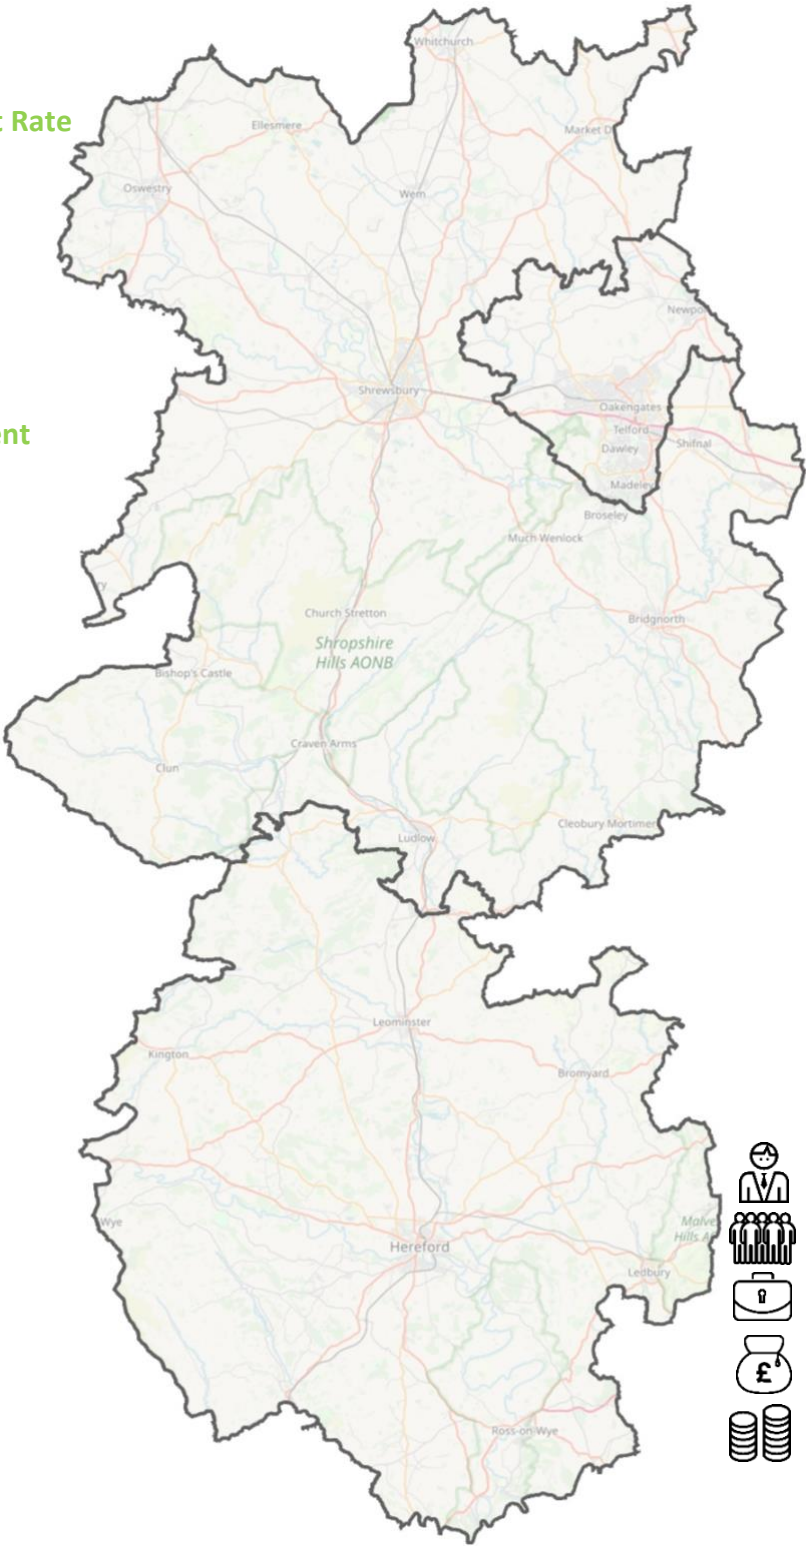 Whitchurch
t Rate
Ellesmere
Market D
Oswestry
Wem
Newpo
Shrewsbury
Oakengates
Telford
ent
Shifnal
Dawley
Madeley
Broseley
Much Wenlock
ry
Church Stretton
Bridgnorth
Shropshire
Hills AONB
Bishop's Castle
Craven Arms
Clun
Cleobury Mortimer
Ludlow
Leominster
Kington
Bromyard
Wye
Malve
Hills A
Hereford
Ledbury
£
Ross-on-Wye